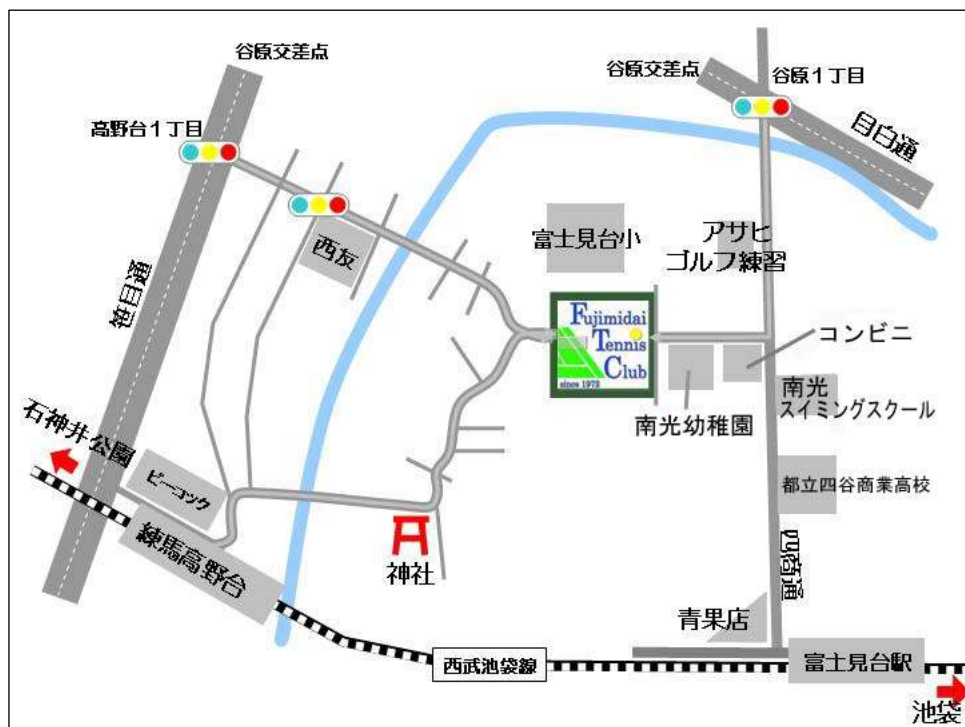 谷原交差点
高野台１丁目
谷原交差点
谷原１丁目
目白通
西友
富士見台小
アサヒ
ゴルフ練習
笹目通
Fujimidai
Tennis
Club
since 1972
コンビニ
南光
スイミングスクール
南光幼稚園
石神井公園
ピーコック
都立四谷商業高校
練馬高野台
神社
四商通
青果店
西武池袋線
富士見台駅
池袋